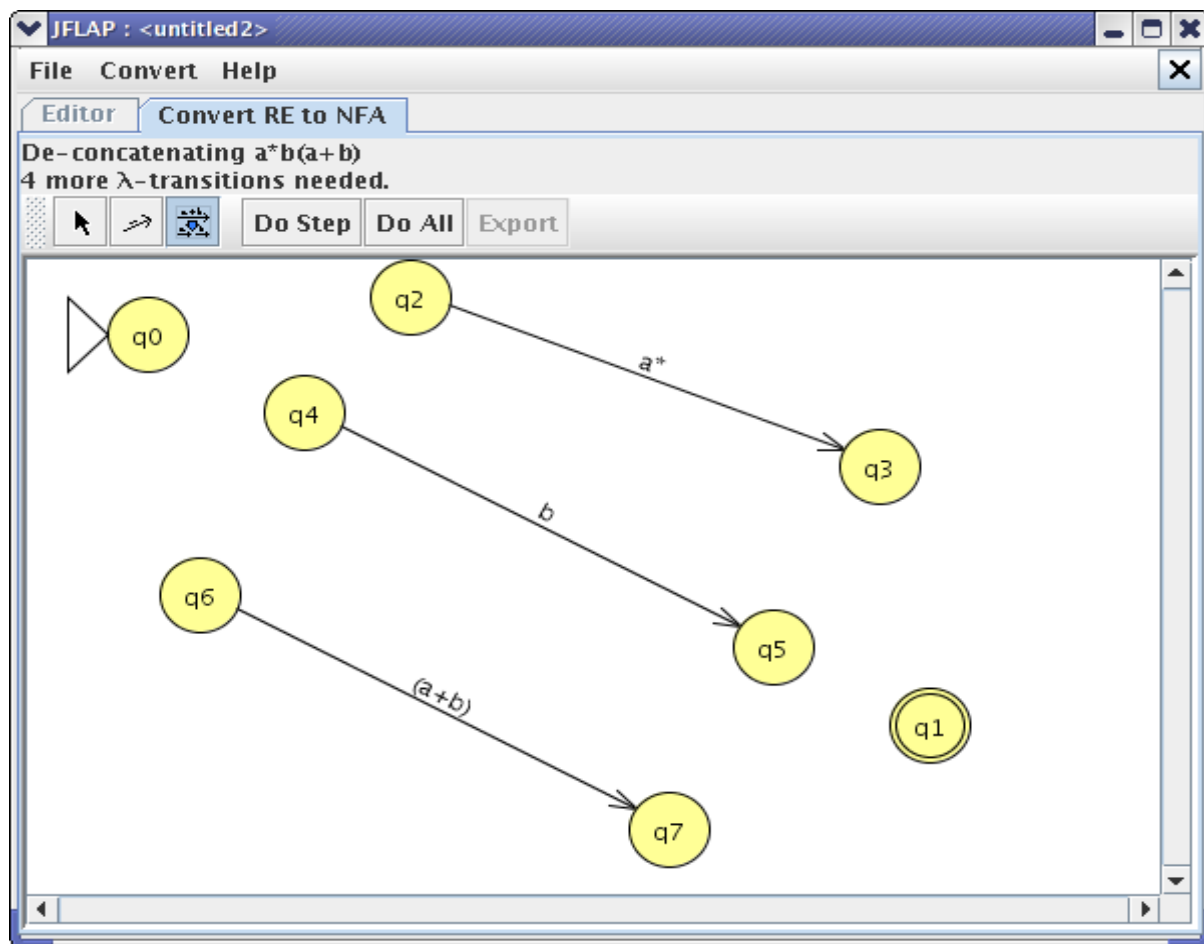 JFLAP : <untitled2>
File Convert Help
Editor Convert RE to NFA
De-concatenating a*b(a+b)
4 more λ-transitions needed.
Do Step Do All Export
q0
q2
a*
q4
q3
b
q6
q5
(a+b)
q1
q7